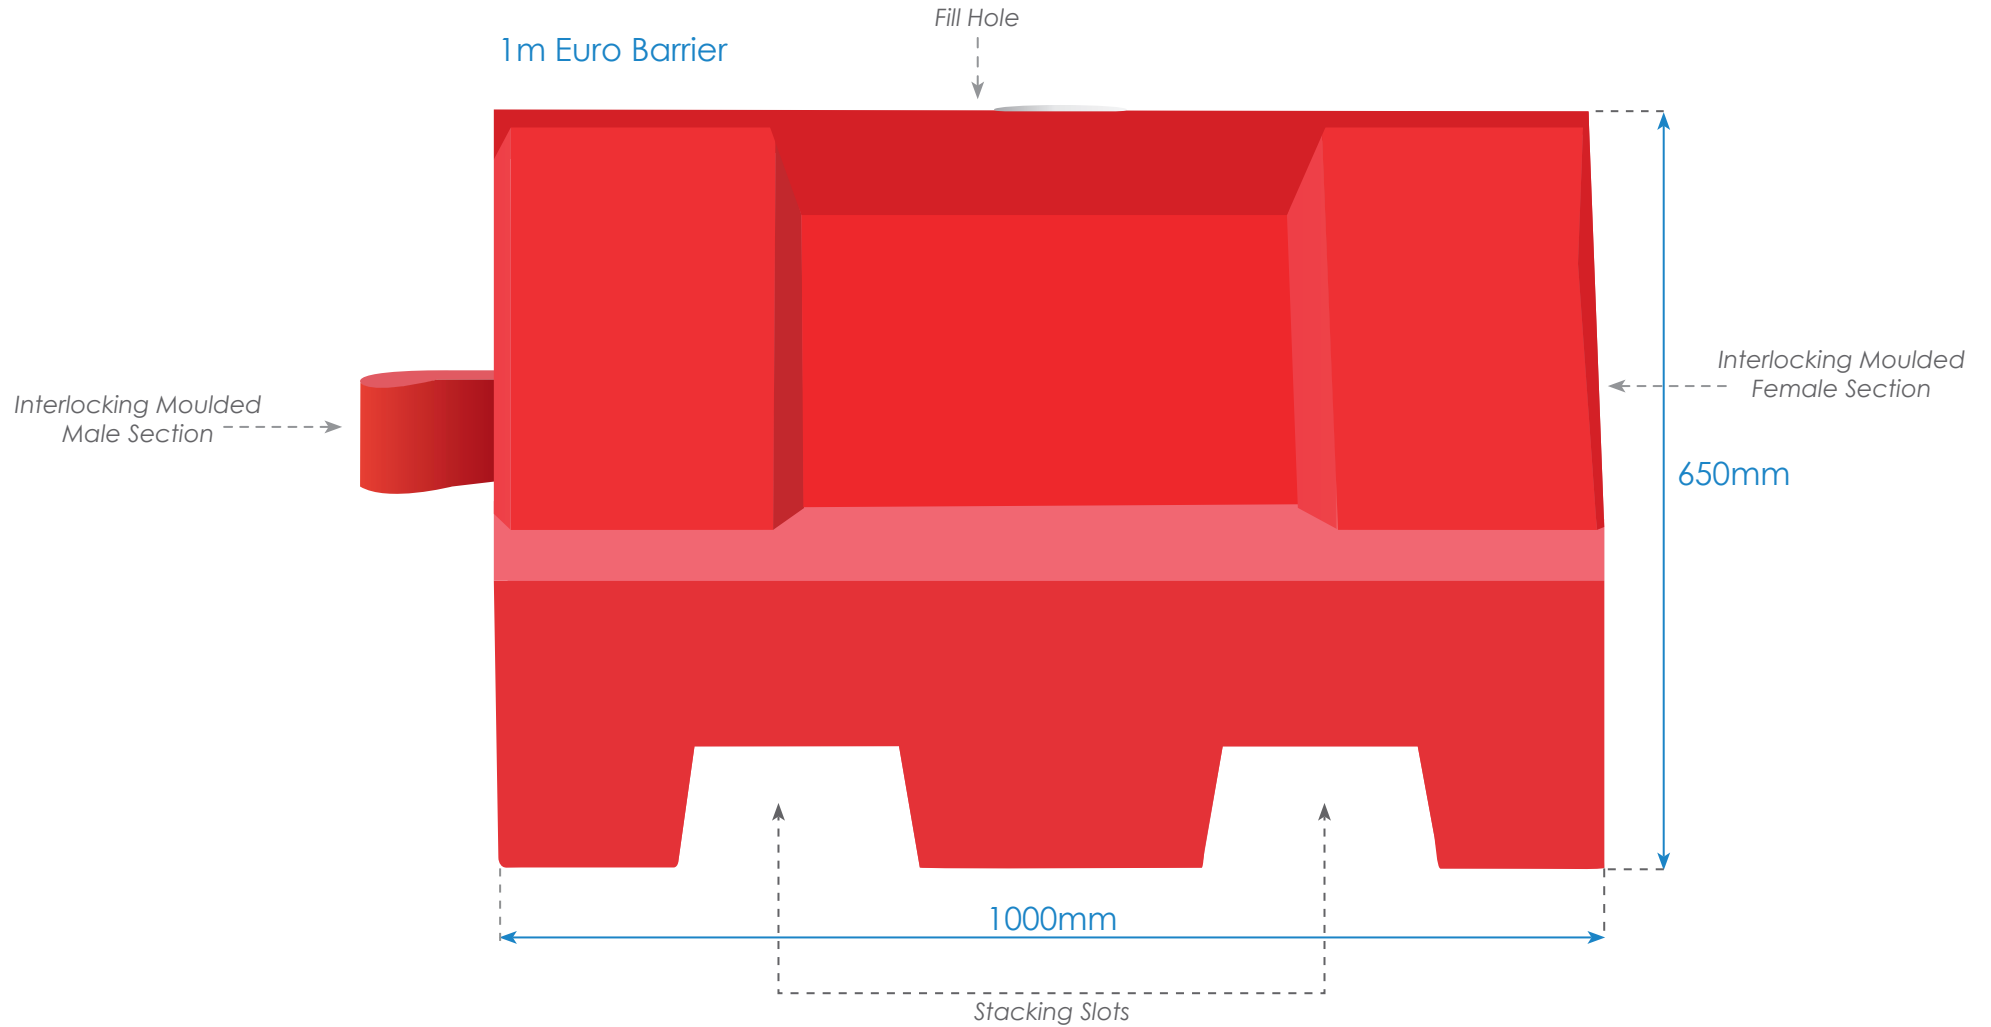 Fill Hole
1m Euro Barrier
Interlocking Moulded
Male Section
Interlocking Moulded
Female Section
650mm
1000mm
Stacking Slots